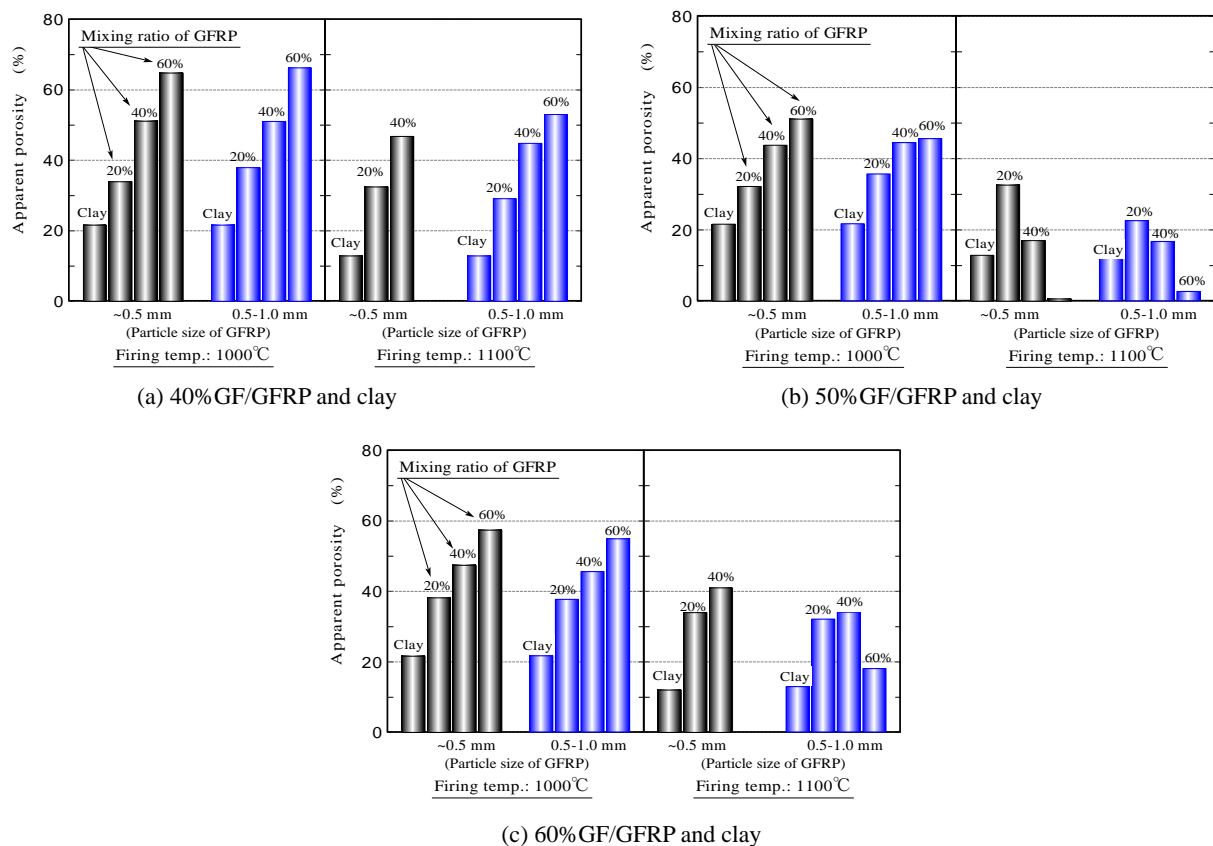 80
60
40
20
0
Apparent porosity (%)
Mixing ratio of GFRP
Clay
20%
40%
60%
Clay
20%
40%
60%
Clay
20%
40%
Clay
20%
40%
60%
~0.5 mm
0.5-1.0 mm
~0.5 mm
0.5-1.0 mm
(Particle size of GFRP)
(Particle size of GFRP)
Firing temp.: 1000℃
Firing temp.: 1100℃
(a) 40%GF/GFRP and clay
80
60
40
20
0
Apparent porosity (%)
Mixing ratio of GFRP
Clay
20%
40%
60%
Clay
20%
40%
60%
Clay
20%
40%
Clay
20%
40%
60%
~0.5 mm
0.5-1.0 mm
~0.5 mm
0.5-1.0 mm
(Particle size of GFRP)
(Particle size of GFRP)
Firing temp.: 1000℃
Firing temp.: 1100℃
(b) 50%GF/GFRP and clay
80
60
40
20
0
Apparent porosity (%)
Mixing ratio of GFRP
Clay
20%
40%
60%
Clay
20%
40%
60%
Clay
20%
40%
Clay
20%
40%
60%
~0.5 mm
0.5-1.0 mm
~0.5 mm
0.5-1.0 mm
(Particle size of GFRP)
(Particle size of GFRP)
Firing temp.: 1000℃
Firing temp.: 1100℃
(c) 60%GF/GFRP and clay